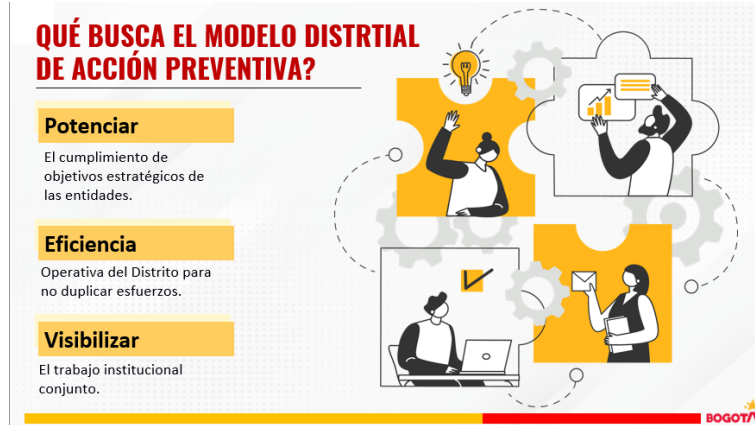 QUÉ BUSCA EL MODELO DISTRTIAL
DE ACCIÓN PREVENTIVA?
Potenciar
El cumplimiento de
objetivos estratégicos de
las entidades.
Eficiencia
Operativa del Distrito para
no duplicar esfuerzos.
Visibilizar
El trabajo institucional
conjunto.
BOGOTÁ